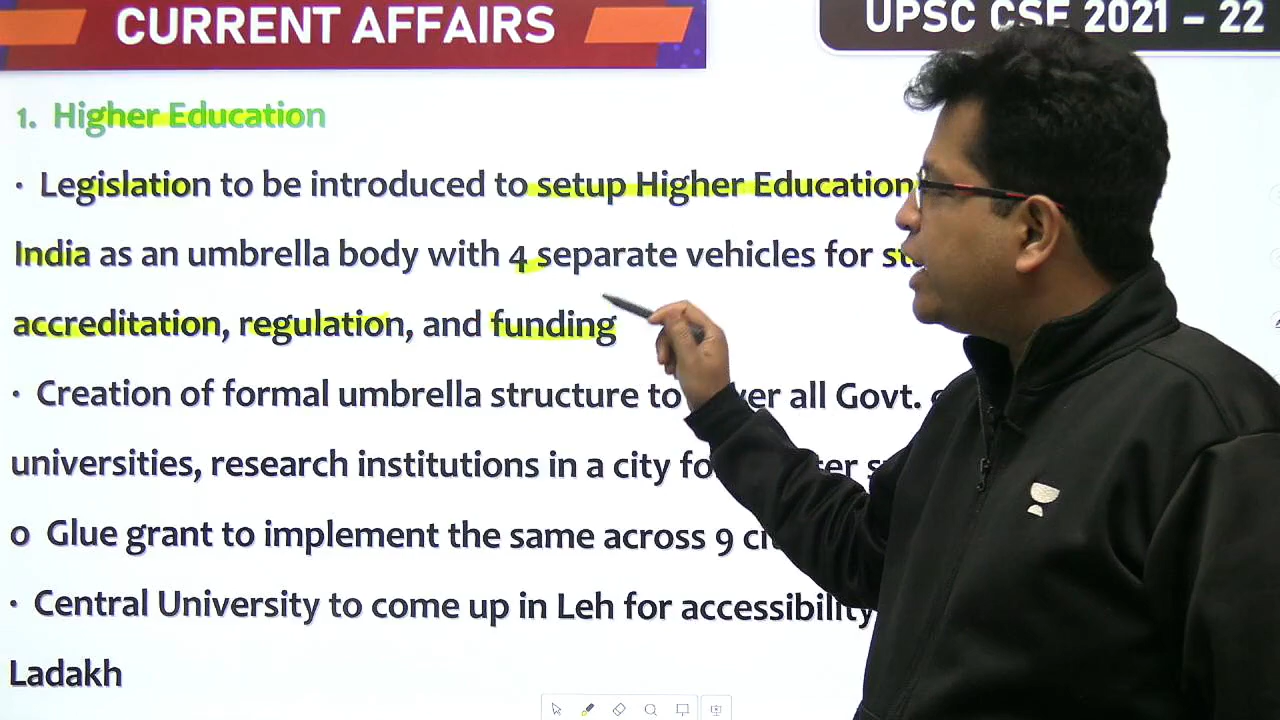 CURRENT AFFAIRS
UPSC CSE 2021 – 22
1. Higher Education
· Legislation to be introduced to setup Higher Education
India as an umbrella body with 4 separate vehicles for
accreditation, regulation, and funding
· Creation of formal umbrella structure to all Govt.
universities, research institutions in a city
o Glue grant to implement the same across 9
· Central University to come up in Leh for accessibility
Ladakh